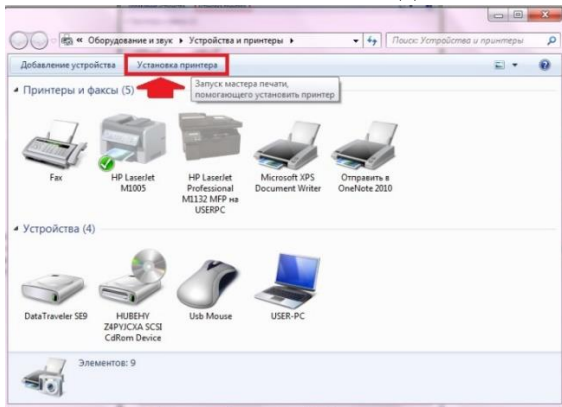 « Оборудование и звук ▸ Устройства и принтеры ▸
Поиск: Устройства и принтеры
Добавление устройства Установка принтера
Запуск мастера печати,
помогающего установить принтер
Принтеры и факсы (5)
Fax
HP LaserJet
M1005
HP LaserJet
Professional
M1132 MFP на
USERPC
Microsoft XPS
Document Writer
Отправить в
OneNote 2010
Устройства (4)
DataTraveler SE9
HUBEHY
Z4PYJCXA SCSI
CdRom Device
Usb Mouse
USER-PC
Элементов: 9